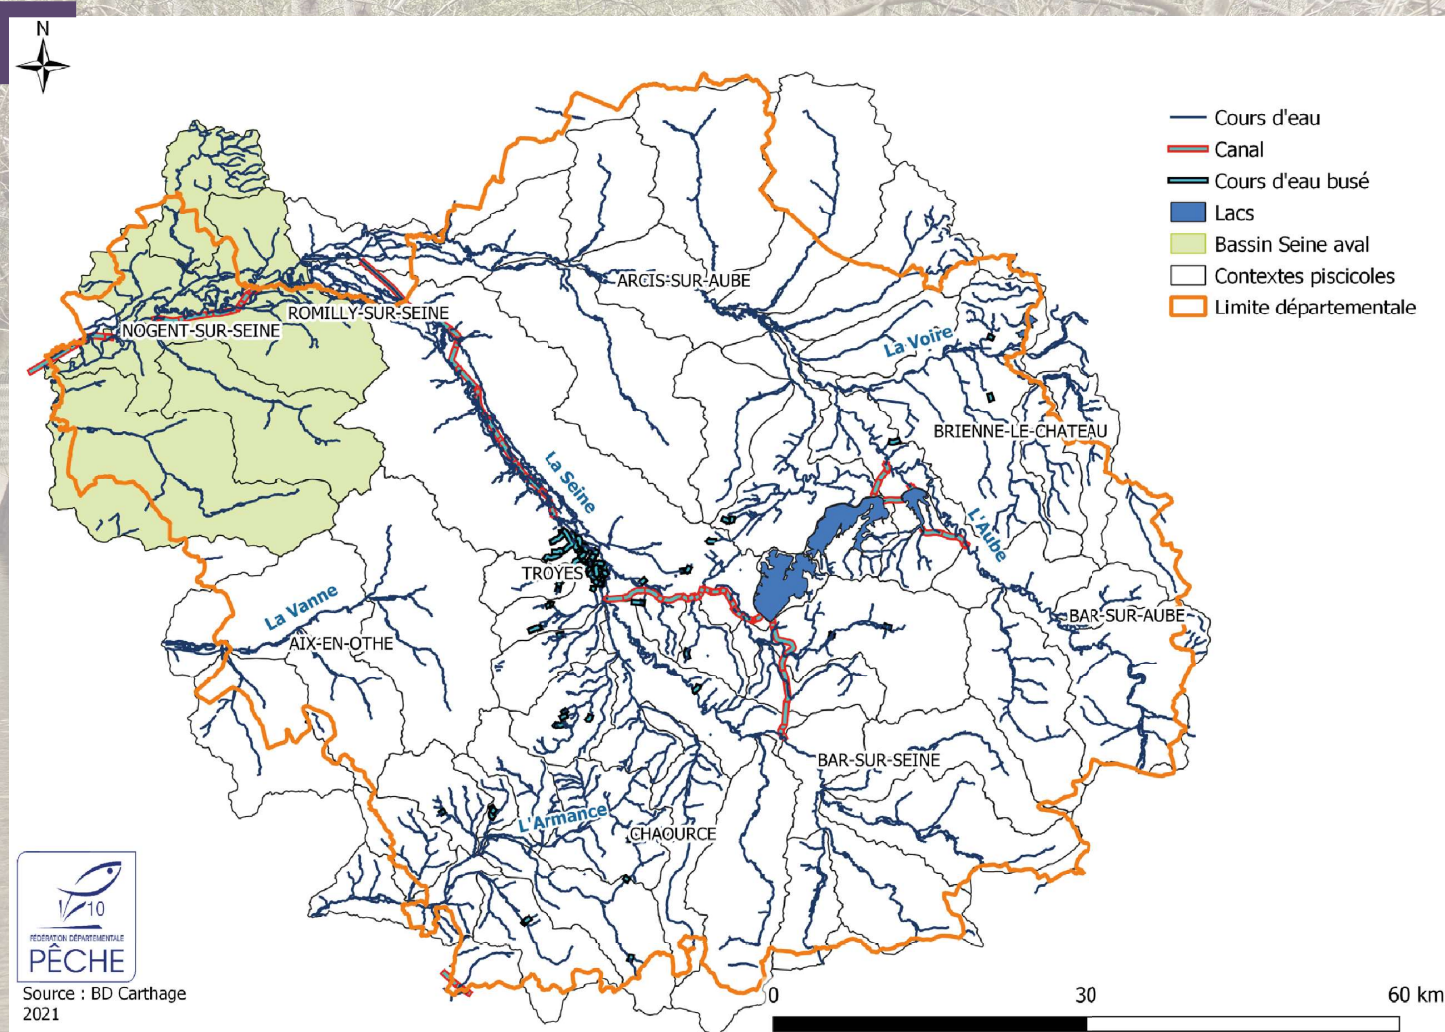 N
Cours d'eau
Canal
Cours d'eau busé
Lacs
Bassin Seine aval
Contextes piscicoles
Limite départementale
ARCIS-SUR-AUBE
ROMILLY-SUR-SEINE
NOGENT-SUR-SEINE
La Voire
BRIENNE-LE-CHATEAU
La Seine
L'Aube
TROYES
La Vanne
BAR-SUR-AUBE
AIX-EN-OTHE
BAR-SUR-SEINE
L'Armance
CHAOURCE
10
FÉDÉRATION DÉPARTEMENTALE
PÊCHE
Source : BD Carthage
2021
0 30 60 km